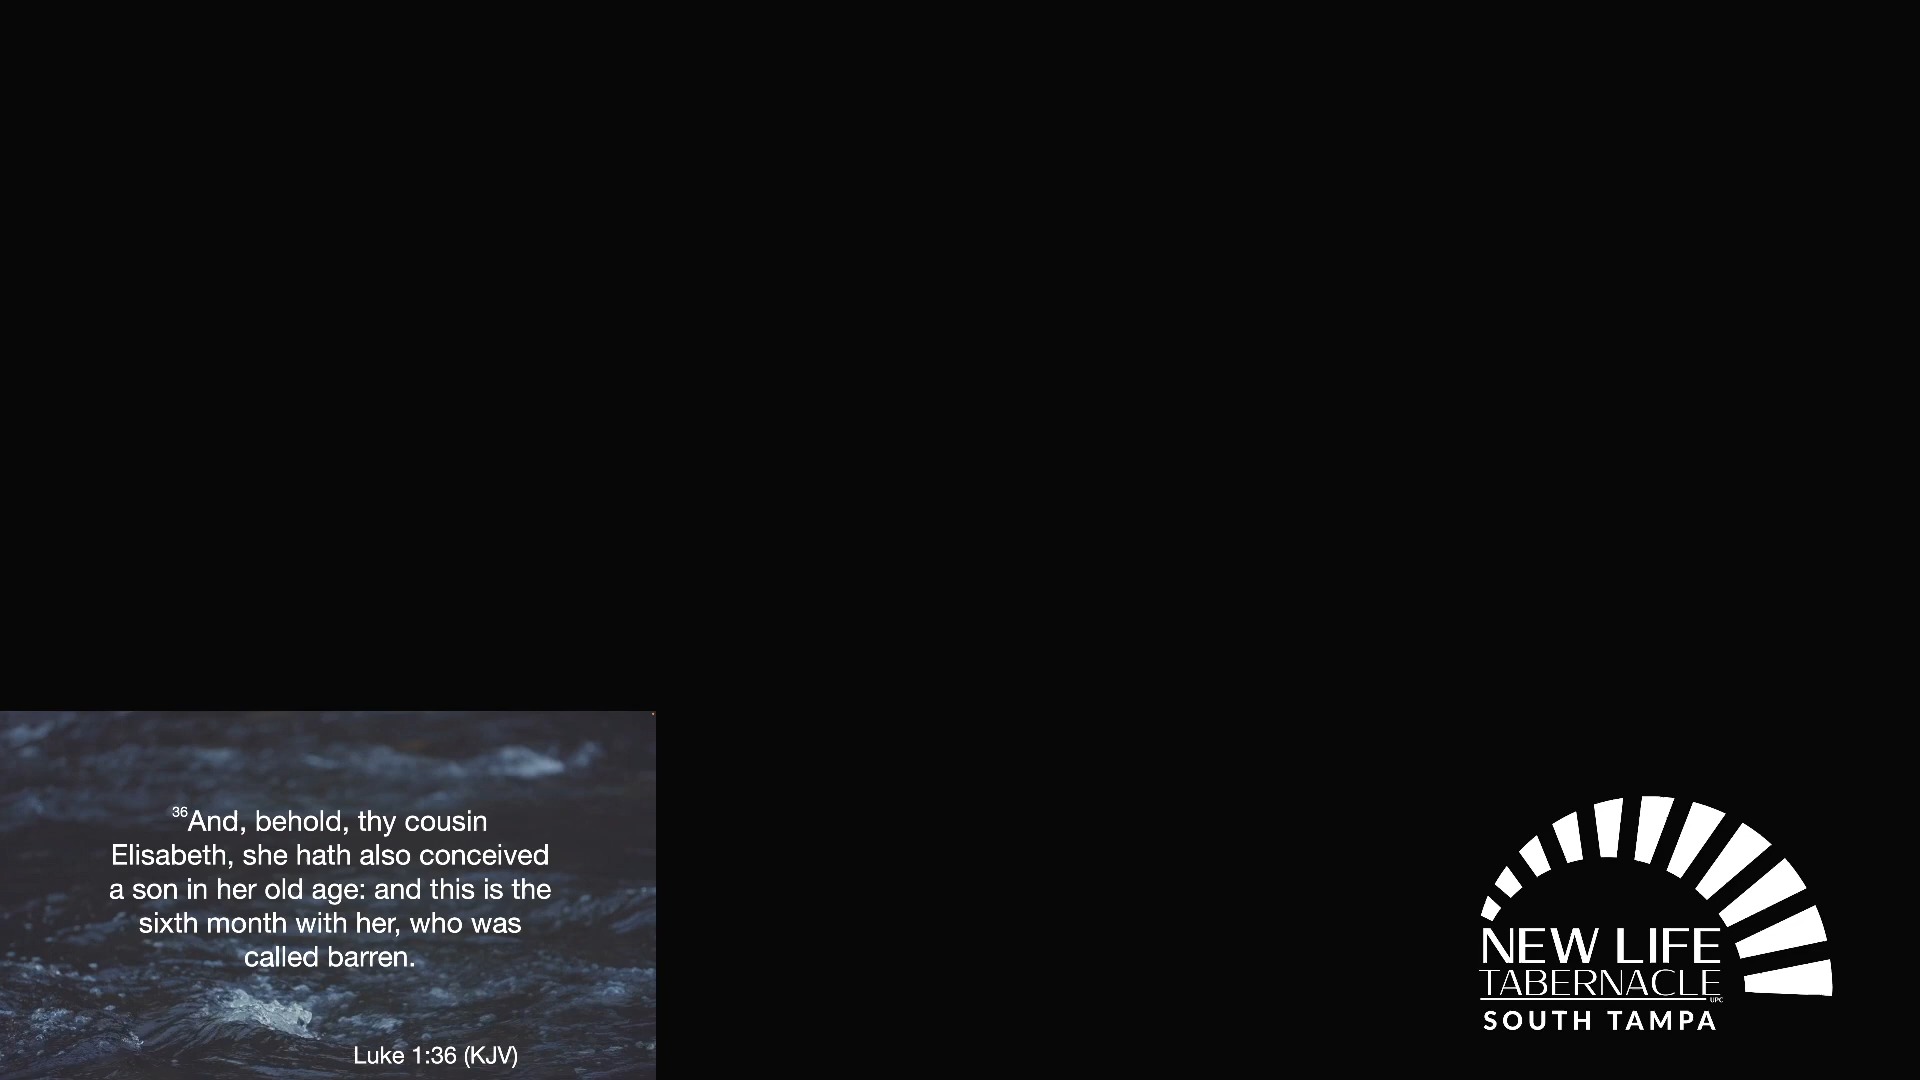 ³⁶And, behold, thy cousin
Elisabeth, she hath also conceived
a son in her old age: and this is the
sixth month with her, who was
called barren.
Luke 1:36 (KJV)
NEW LIFE
TABERNACLE
UPC
SOUTH TAMPA